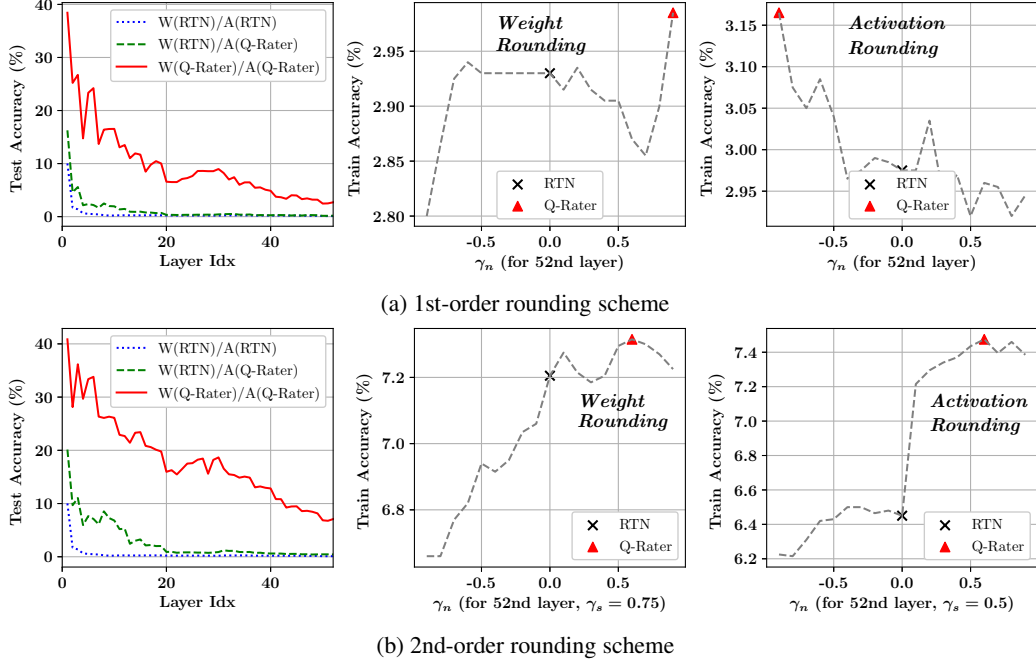 40
30
20
10
0
0
20
40
Test Accuracy (%)
Layer Idx
W(RTN)/A(RTN)
W(RTN)/A(Q-Rater)
W(Q-Rater)/A(Q-Rater)
2.95
2.90
2.85
2.80
-0.5
0.0
0.5
Train Accuracy (%)
γn (for 52nd layer)
Weight
Rounding
RTN
Q-Rater
3.15
3.10
3.05
3.00
2.95
-0.5
0.0
0.5
Train Accuracy (%)
γn (for 52nd layer)
Activation
Rounding
RTN
Q-Rater
(a) 1st-order rounding scheme
40
30
20
10
0
0
20
40
Test Accuracy (%)
Layer Idx
W(RTN)/A(RTN)
W(RTN)/A(Q-Rater)
W(Q-Rater)/A(Q-Rater)
7.2
7.0
6.8
-0.5
0.0
0.5
Train Accuracy (%)
γn (for 52nd layer, γs = 0.75)
Weight
Rounding
RTN
Q-Rater
7.4
7.2
7.0
6.8
6.6
6.4
6.2
-0.5
0.0
0.5
Train Accuracy (%)
γn (for 52nd layer, γs = 0.5)
Activation
Rounding
RTN
Q-Rater
(b) 2nd-order rounding scheme